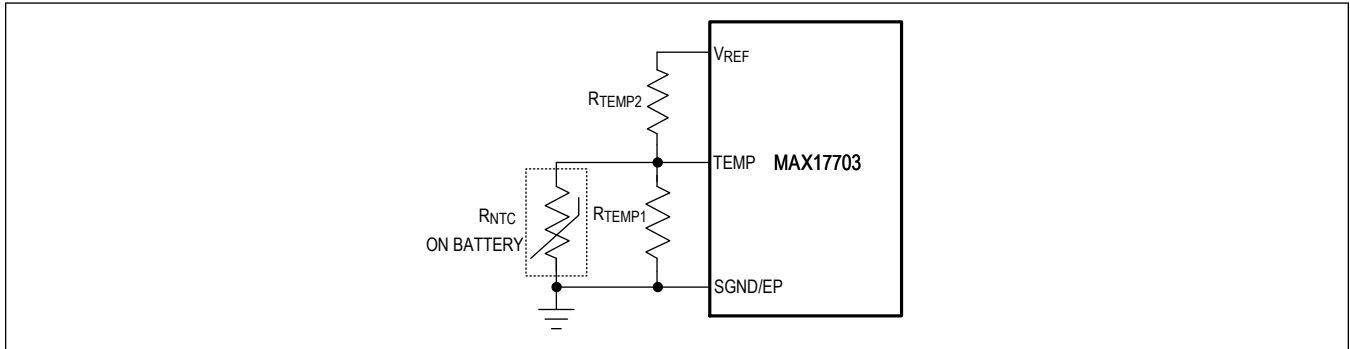 VREF
RTEMP2
TEMP MAX17703
RNTC
ON BATTERY
RTEMP1
SGND/EP